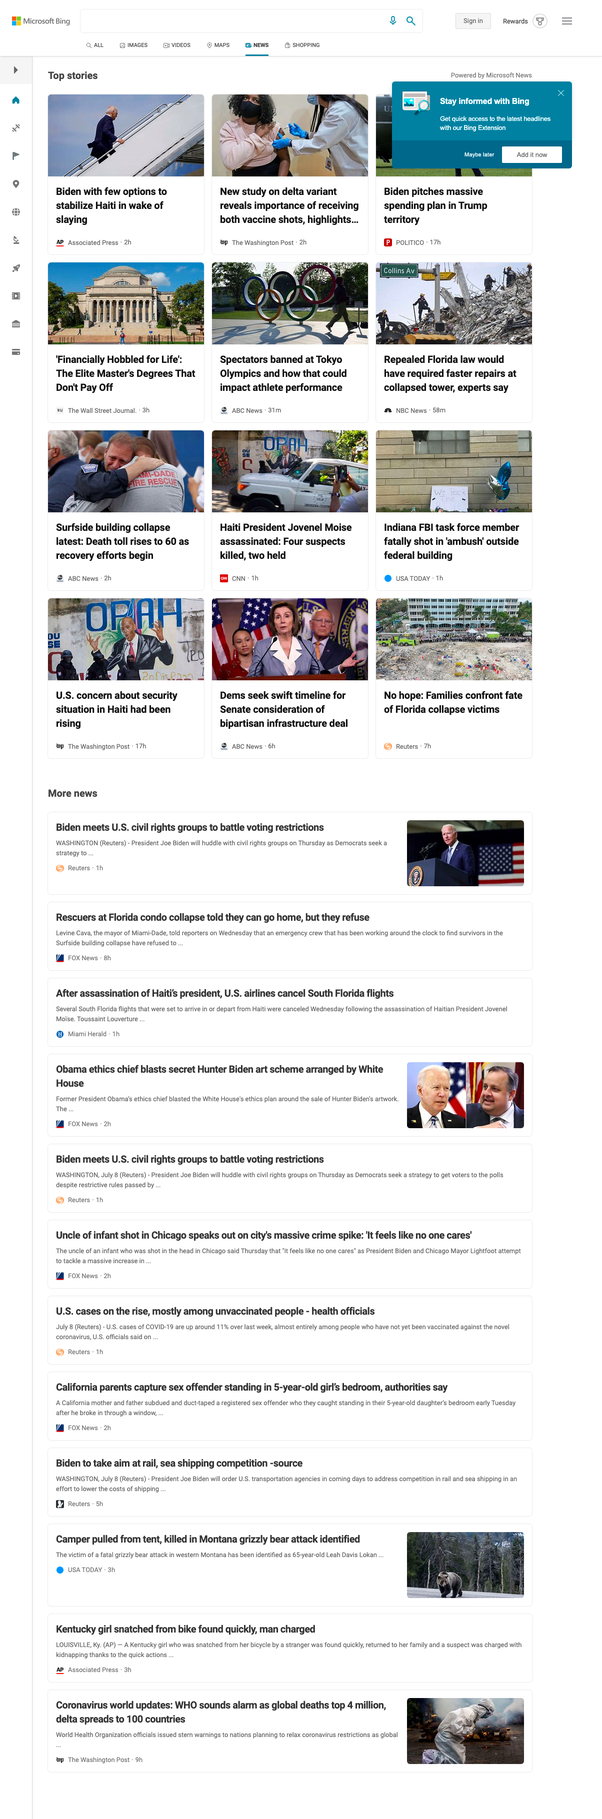 Microsoft Bing
Sign in
Rewards
ALL
IMAGES
VIDEOS
MAPS
NEWS
SHOPPING
Top stories
Powered by Microsoft News
Stay informed with Bing
Get quick access to the latest headlines
with our Bing Extension
Maybe later
Add it now
Biden with few options to
stabilize Haiti in wake of
slaying
AP Associated Press · 2h
New study on delta variant
reveals importance of receiving
both vaccine shots, highlights...
wp The Washington Post · 2h
Biden pitches massive
spending plan in Trump
territory
P POLITICO · 17h
Collins Av
'Financially Hobbled for Life':
The Elite Master's Degrees That
Don't Pay Off
The Wall Street Journal. · 3h
Spectators banned at Tokyo
Olympics and how that could
impact athlete performance
ABC News · 31m
Repealed Florida law would
have required faster repairs at
collapsed tower, experts say
NBC News · 58m
MI-DADE
FIRE RESCUE
OPAH
Surfside building collapse
latest: Death toll rises to 60 as
recovery efforts begin
ABC News · 2h
Haiti President Jovenel Moise
assassinated: Four suspects
killed, two held
CNN · 1h
Indiana FBI task force member
fatally shot in 'ambush' outside
federal building
USA TODAY · 1h
OPRAH
U.S. concern about security
situation in Haiti had been
rising
wp The Washington Post · 17h
Dems seek swift timeline for
Senate consideration of
bipartisan infrastructure deal
ABC News · 6h
No hope: Families confront fate
of Florida collapse victims
Reuters · 7h
More news
Biden meets U.S. civil rights groups to battle voting restrictions
WASHINGTON (Reuters) - President Joe Biden will huddle with civil rights groups on Thursday as Democrats seek a
strategy to ...
Reuters · 1h
Rescuers at Florida condo collapse told they can go home, but they refuse
Levine Cava, the mayor of Miami-Dade, told reporters on Wednesday that an emergency crew that has been working around the clock to find survivors in the
Surfside building collapse have refused to ...
FOX News · 8h
After assassination of Haiti's president, U.S. airlines cancel South Florida flights
Several South Florida flights that were set to arrive in or depart from Haiti were canceled Wednesday following the assassination of Haitian President Jovenel
Moïse. Toussaint Louverture ...
Miami Herald · 1h
Obama ethics chief blasts secret Hunter Biden art scheme arranged by White
House
Former President Obama's ethics chief blasted the White House's ethics plan around the sale of Hunter Biden's artwork.
The ...
FOX News · 2h
Biden meets U.S. civil rights groups to battle voting restrictions
WASHINGTON, July 8 (Reuters) - President Joe Biden will huddle with civil rights groups on Thursday as Democrats seek a strategy to get voters to the polls
despite restrictive rules passed by ...
Reuters · 1h
Uncle of infant shot in Chicago speaks out on city's massive crime spike: 'It feels like no one cares'
The uncle of an infant who was shot in the head in Chicago said Thursday that "it feels like no one cares" as President Biden and Chicago Mayor Lightfoot attempt
to tackle a massive increase in ...
FOX News · 2h
U.S. cases on the rise, mostly among unvaccinated people - health officials
July 8 (Reuters) - U.S. cases of COVID-19 are up around 11% over last week, almost entirely among people who have not yet been vaccinated against the novel
coronavirus, U.S. officials said on ...
Reuters · 1h
California parents capture sex offender standing in 5-year-old girl's bedroom, authorities say
A California mother and father subdued and duct-taped a registered sex offender who they caught standing in their 5-year-old daughter's bedroom early Tuesday
after he broke in through a window, ...
FOX News · 2h
Biden to take aim at rail, sea shipping competition -source
WASHINGTON, July 8 (Reuters) - President Joe Biden will order U.S. transportation agencies in coming days to address competition in rail and sea shipping in an
effort to lower the costs of shipping ...
Reuters · 5h
Camper pulled from tent, killed in Montana grizzly bear attack identified
The victim of a fatal grizzly bear attack in western Montana has been identified as 65-year-old Leah Davis Lokan ...
USA TODAY · 3h
Kentucky girl snatched from bike found quickly, man charged
LOUISVILLE, Ky. (AP) — A Kentucky girl who was snatched from her bicycle by a stranger was found quickly, returned to her family and a suspect was charged with
kidnapping thanks to the quick actions ...
AP Associated Press · 3h
Coronavirus world updates: WHO sounds alarm as global deaths top 4 million,
delta spreads to 100 countries
World Health Organization officials issued stern warnings to nations planning to relax coronavirus restrictions as global
...
wp The Washington Post · 9h